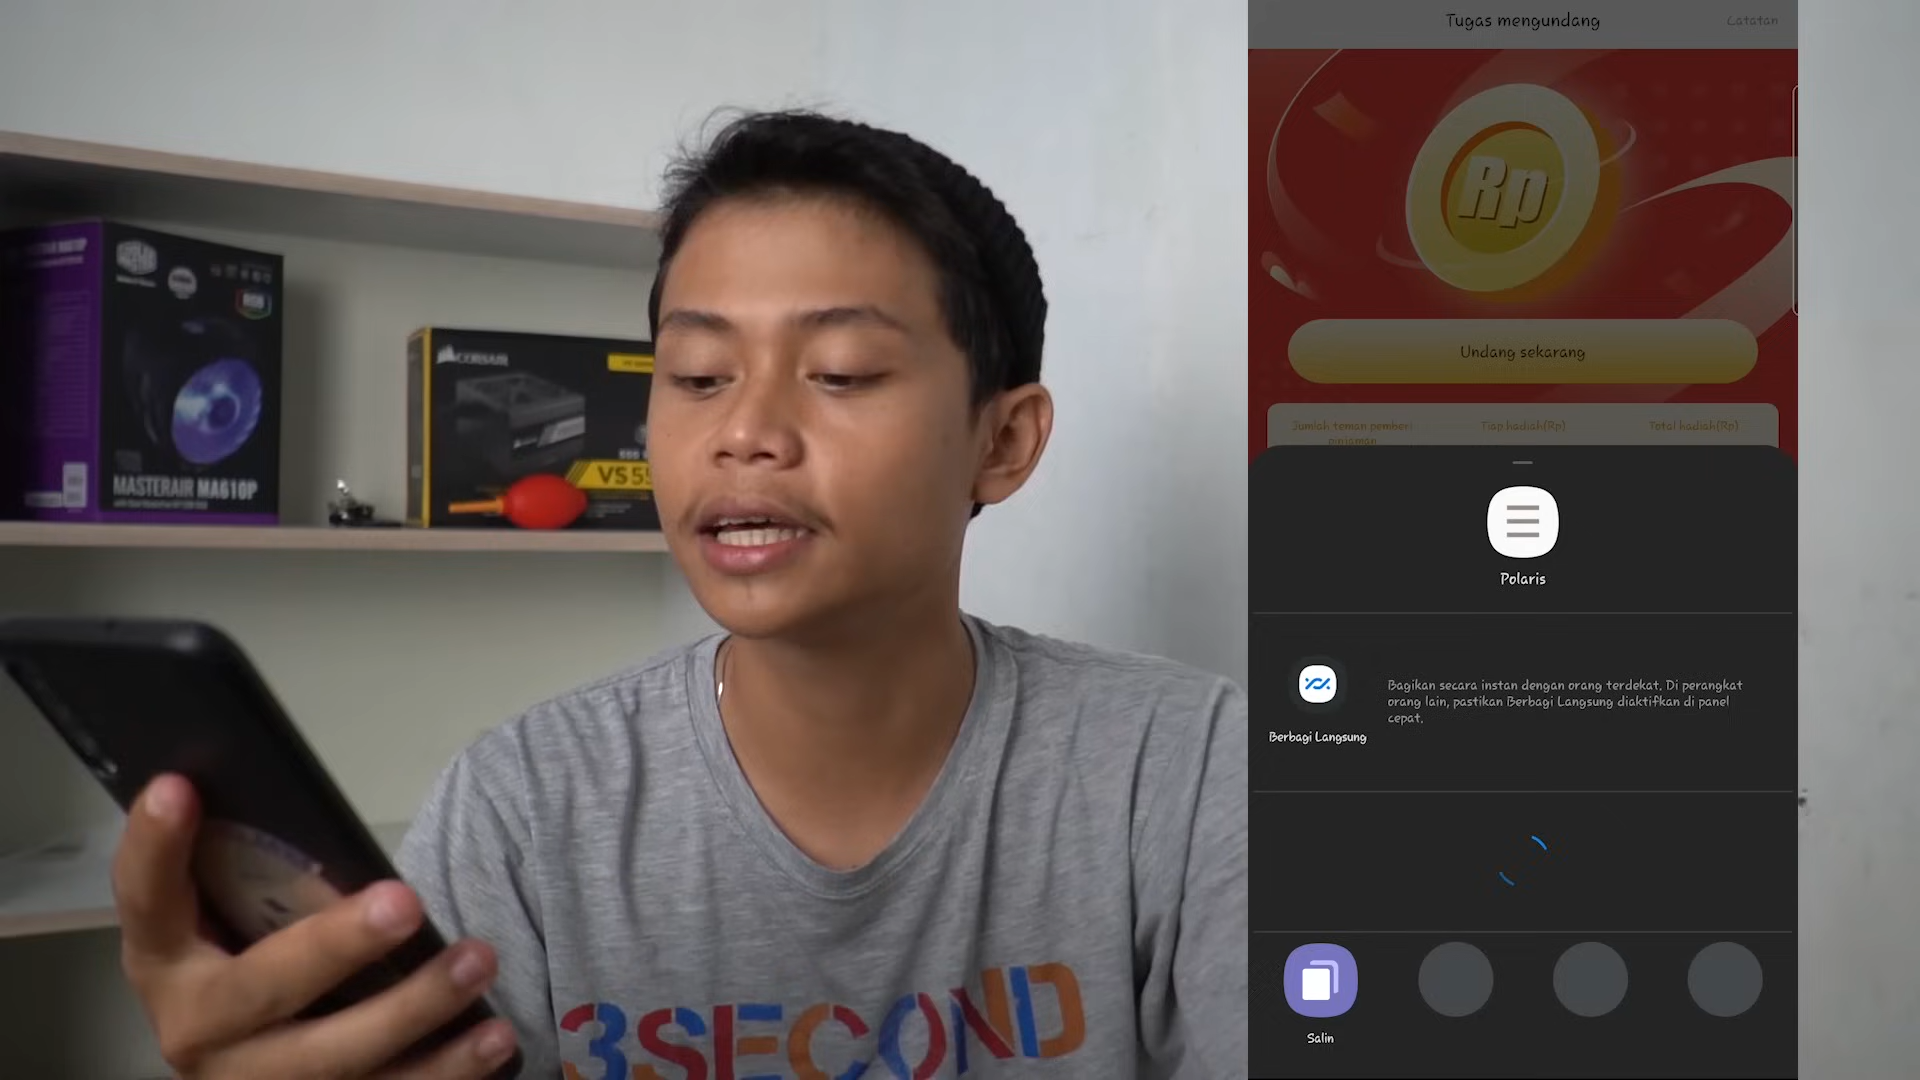 Tugas mengundang
Catatan
Rp
Undang sekarang
Jumlah teman pemberi
pinjaman
Tiap hadiah(Rp)
Total hadiah(Rp)
Polaris
Bagikan secara instan dengan orang terdekat. Di perangkat
orang lain, pastikan Berbagi Langsung diaktifkan di panel
cepat.
Berbagi Langsung
Salin
MASTERAIR MA610P
CORSAIR
VS55
3SECOND